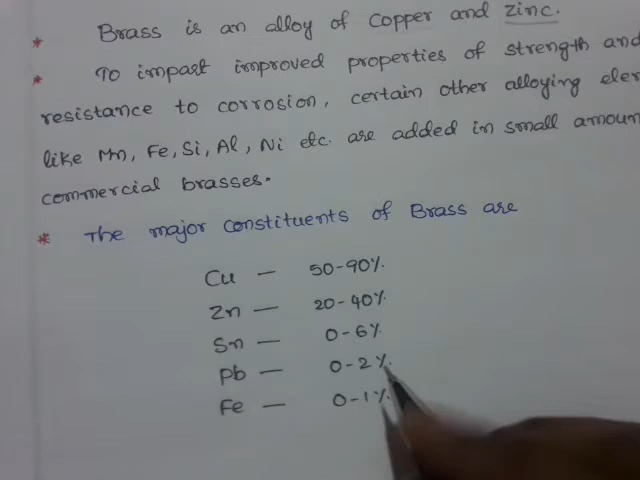 * Brass is an alloy of copper and zinc.
* To impart improved properties of strength and
resistance to corrosion, certain other alloying
like Mn, Fe, Si, Al, Ni etc. are added in small
commercial brasses.
* The major constituents of Brass are
Cu — 50-90%.
Zn — 20-40%
Sn — 0-6%.
Pb — 0-2%.
Fe — 0-1%.